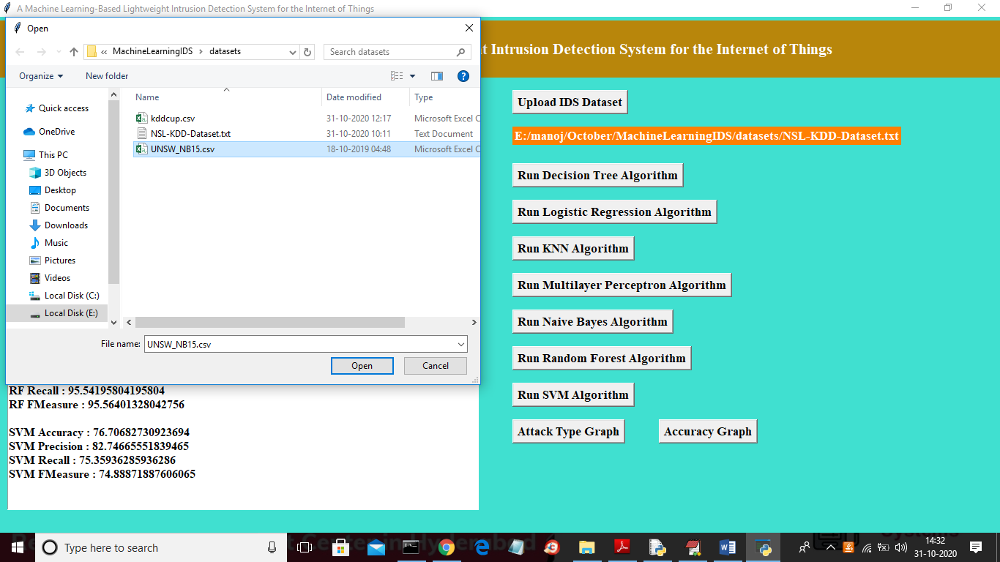 A Machine Learning-Based Lightweight Intrusion Detection System for the Internet of Things
Open
t Intrusion Detection System for the Internet of Things
« MachineLearningIDS › datasets
Search datasets
Organize
New folder
Name
Date modified
Type
kddcup.csv
31-10-2020 12:17
Microsoft Excel C
NSL-KDD-Dataset.txt
31-10-2020 10:11
Text Document
UNSW_NB15.csv
18-10-2019 04:48
Microsoft Excel C
Quick access
OneDrive
This PC
3D Objects
Desktop
Documents
Downloads
Music
Pictures
Videos
Local Disk (C:)
Local Disk (E:)
File name:
UNSW_NB15.csv
Open
Cancel
Upload IDS Dataset
E:/manoj/October/MachineLearningIDS/datasets/NSL-KDD-Dataset.txt
Run Decision Tree Algorithm
Run Logistic Regression Algorithm
Run KNN Algorithm
Run Multilayer Perceptron Algorithm
Run Naive Bayes Algorithm
Run Random Forest Algorithm
Run SVM Algorithm
Attack Type Graph
Accuracy Graph
RF Recall : 95.54195804195804
RF FMeasure : 95.56401328042756
SVM Accuracy : 76.70682730923694
SVM Precision : 82.74665551839465
SVM Recall : 75.35936285936286
SVM FMeasure : 74.88871887606065
Type here to search
14:32
31-10-2020